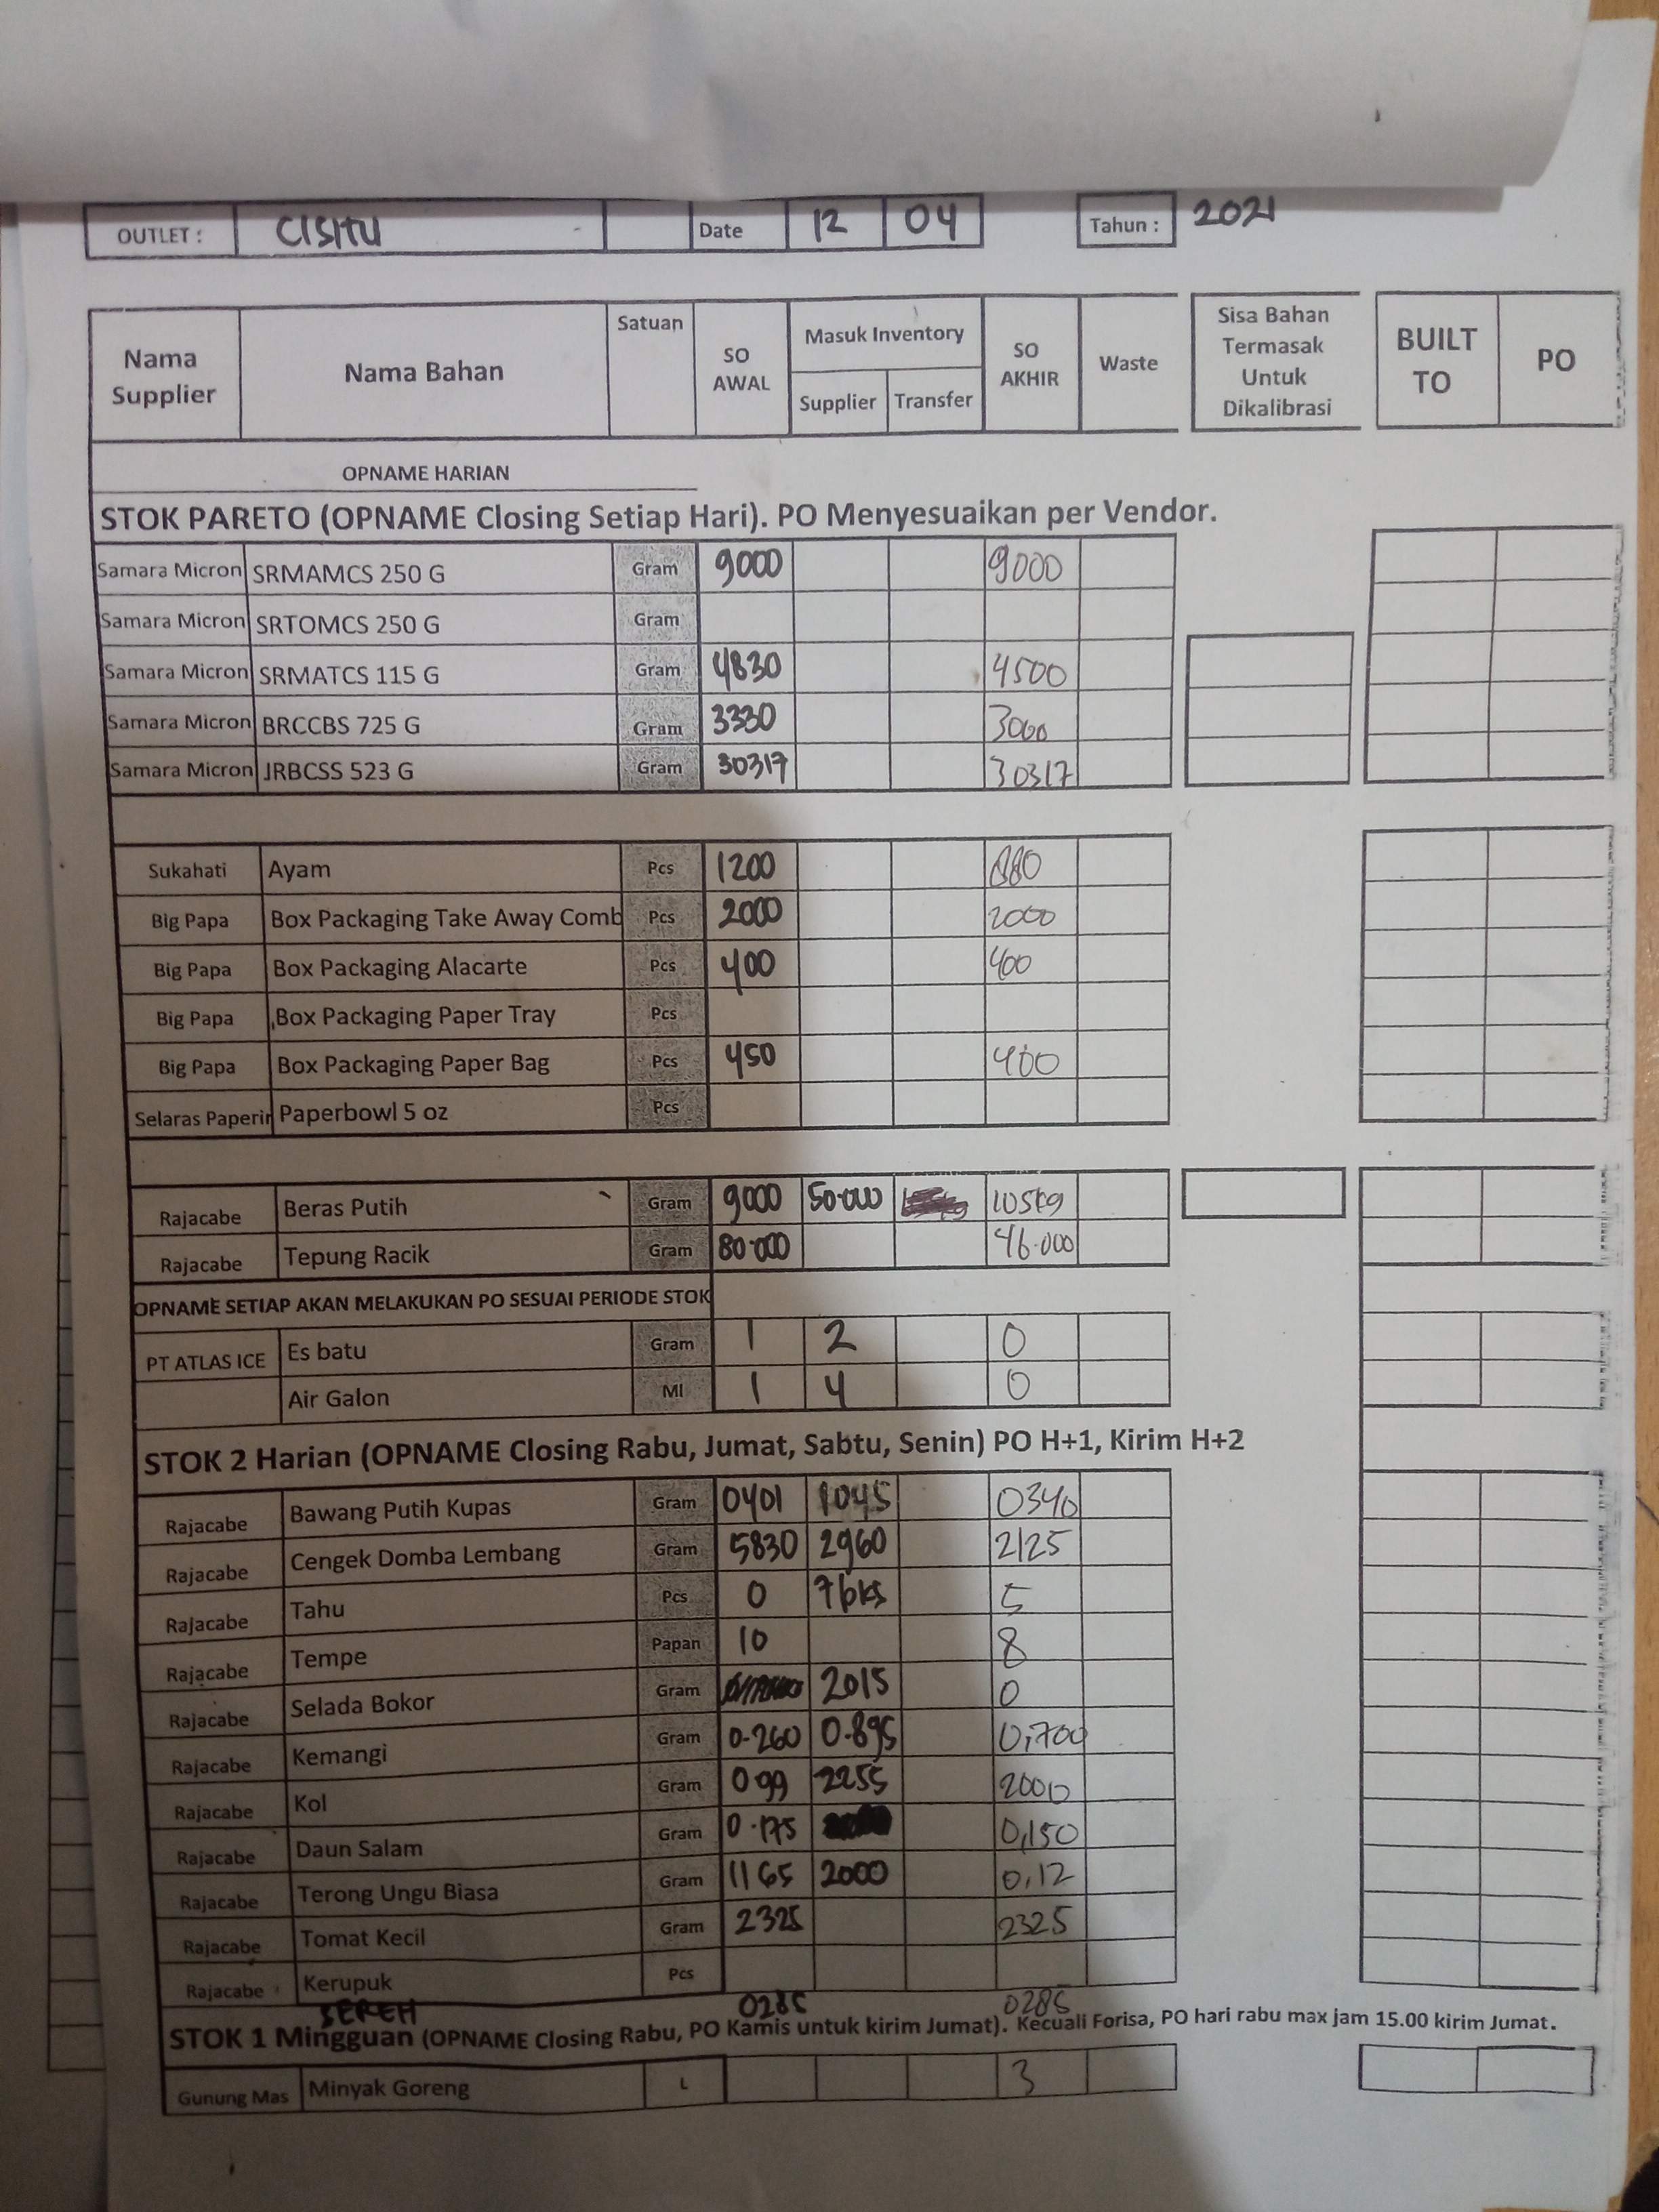 OUTLET : CISITU Date 12 04 Tahun : 2021
Nama Supplier Nama Bahan Satuan SO AWAL Masuk Inventory Supplier Transfer SO AKHIR Waste Sisa Bahan Termasak Untuk Dikalibrasi BUILT TO PO
OPNAME HARIAN
STOK PARETO (OPNAME Closing Setiap Hari). PO Menyesuaikan per Vendor.
Samara Micron SRMAMCS 250 G Gram 9000 9000
Samara Micron SRTOMCS 250 G Gram
Samara Micron SRMATCS 115 G Gram 4830 4500
Samara Micron BRCCBS 725 G Gram 3330 3000
Samara Micron JRBCSS 523 G Gram 30317 30317
Sukahati Ayam Pcs 1200
Big Papa Box Packaging Take Away Comb Pcs 2000 2000
Big Papa Box Packaging Alacarte Pcs 400 400
Big Papa Box Packaging Paper Tray Pcs
Big Papa Box Packaging Paper Bag Pcs 450 400
Selaras Paperin Paperbowl 5 oz Pcs
Rajacabe Beras Putih Gram 9000 50.000
Rajacabe Tepung Racik Gram 80.000 46.000
OPNAME SETIAP AKAN MELAKUKAN PO SESUAI PERIODE STOK
PT ATLAS ICE Es batu Gram 1 2 0
Air Galon Ml 1 4 0
STOK 2 Harian (OPNAME Closing Rabu, Jumat, Sabtu, Senin) PO H+1, Kirim H+2
Rajacabe Bawang Putih Kupas Gram 0401 1045 0340
Rajacabe Cengek Domba Lembang Gram 5830 2960 2125
Rajacabe Tahu Pcs 0 7bks 5
Rajacabe Tempe Papan 10 8
Rajacabe Selada Bokor Gram 2015 0
Rajacabe Kemangi Gram 0.260 0.895 0,700
Rajacabe Kol Gram 099 2255 2000
Rajacabe Daun Salam Gram 0.175 0,150
Rajacabe Terong Ungu Biasa Gram 1165 2000 0,12
Rajacabe Tomat Kecil Gram 2325 2325
Rajacabe Kerupuk Pcs
SEREH 0285 0285
STOK 1 Mingguan (OPNAME Closing Rabu, PO Kamis untuk kirim Jumat). Kecuali Forisa, PO hari rabu max jam 15.00 kirim Jumat.
Gunung Mas Minyak Goreng L 3